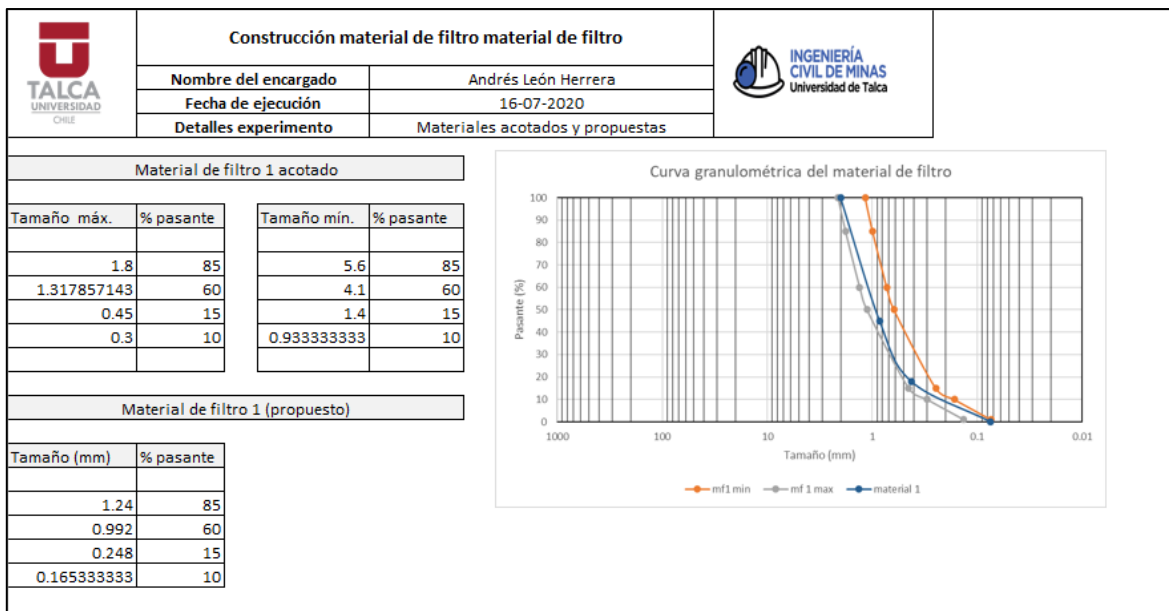 TALCA
UNIVERSIDAD
CHILE
Construcción material de filtro material de filtro
Nombre del encargado Andrés León Herrera
Fecha de ejecución 16-07-2020
Detalles experimento Materiales acotados y propuestas
INGENIERÍA
CIVIL DE MINAS
Universidad de Talca
Material de filtro 1 acotado
Tamaño máx. % pasante Tamaño mín. % pasante
1.8 85 5.6 85
1.317857143 60 4.1 60
0.45 15 1.4 15
0.3 10 0.933333333 10
Material de filtro 1 (propuesto)
Tamaño (mm) % pasante
1.24 85
0.992 60
0.248 15
0.165333333 10
Curva granulométrica del material de filtro
Pasante (%)
100
90
80
70
60
50
40
30
20
10
0
1000 100 10 1 0.1 0.01
Tamaño (mm)
mf1 min mf 1 max material 1